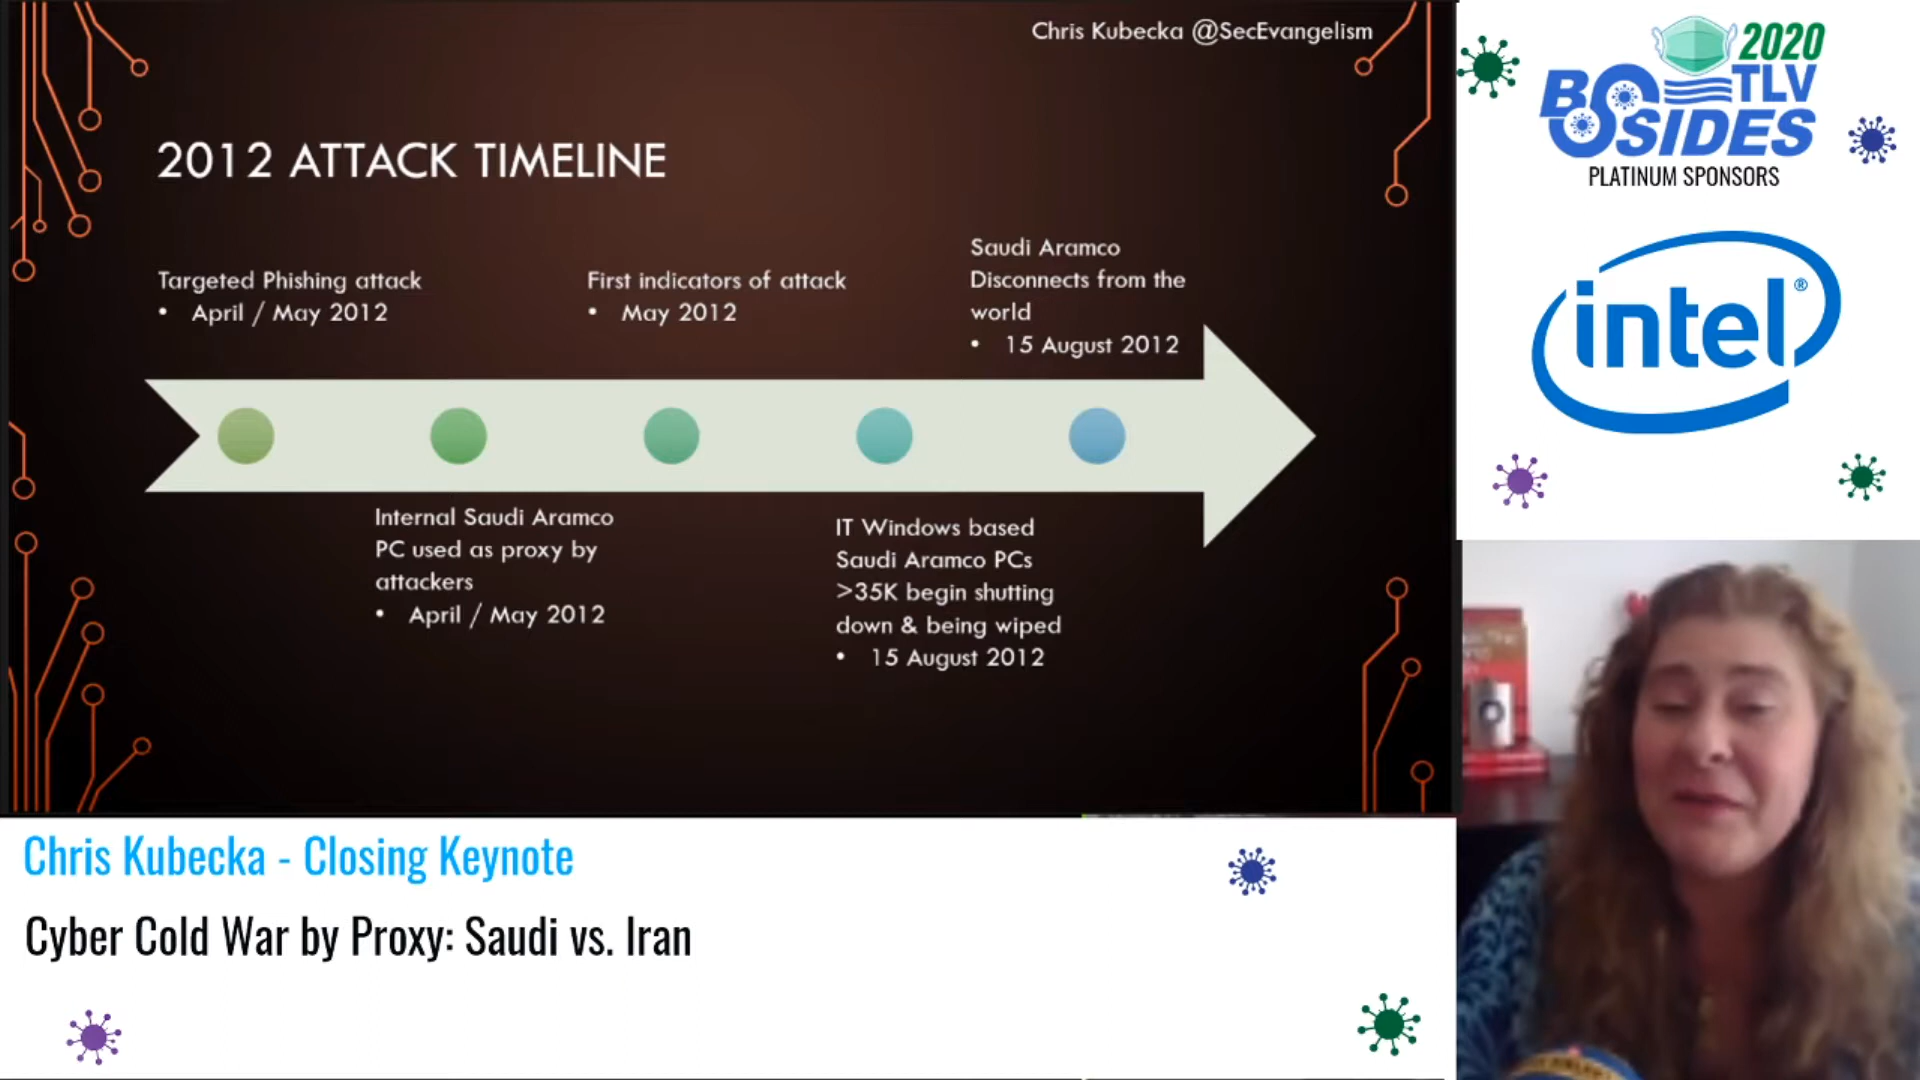 Chris Kubecka @SecEvangelism
2012 ATTACK TIMELINE
Targeted Phishing attack
• April / May 2012
First indicators of attack
• May 2012
Saudi Aramco
Disconnects from the
world
• 15 August 2012
Internal Saudi Aramco
PC used as proxy by
attackers
• April / May 2012
IT Windows based
Saudi Aramco PCs
>35K begin shutting
down & being wiped
• 15 August 2012
2020
BSIDES
TLV
PLATINUM SPONSORS
intel®
Chris Kubecka - Closing Keynote
Cyber Cold War by Proxy: Saudi vs. Iran